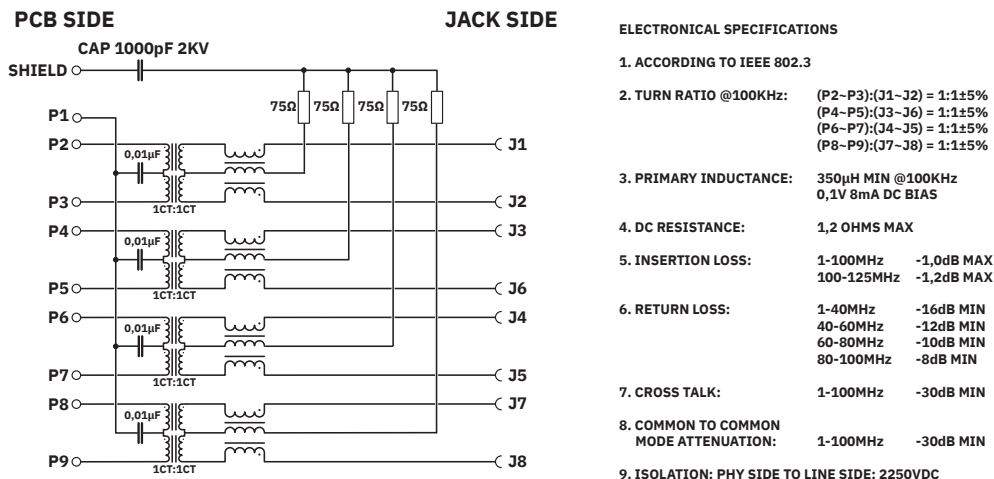 PCB SIDE
JACK SIDE
CAP 1000pF 2KV
SHIELD
75Ω 75Ω 75Ω 75Ω
P1
P2
J1
0,01µF
P3
J2
1CT:1CT
P4
J3
0,01µF
P5
J6
1CT:1CT
P6
J4
0,01µF
P7
J5
1CT:1CT
P8
J7
0,01µF
P9
J8
1CT:1CT
ELECTRONICAL SPECIFICATIONS
1. ACCORDING TO IEEE 802.3
2. TURN RATIO @100KHz: (P2~P3):(J1~J2) = 1:1±5%
(P4~P5):(J3~J6) = 1:1±5%
(P6~P7):(J4~J5) = 1:1±5%
(P8~P9):(J7~J8) = 1:1±5%
3. PRIMARY INDUCTANCE: 350µH MIN @100KHz
0,1V 8mA DC BIAS
4. DC RESISTANCE: 1,2 OHMS MAX
5. INSERTION LOSS: 1-100MHz -1,0dB MAX
100-125MHz -1,2dB MAX
6. RETURN LOSS: 1-40MHz -16dB MIN
40-60MHz -12dB MIN
60-80MHz -10dB MIN
80-100MHz -8dB MIN
7. CROSS TALK: 1-100MHz -30dB MIN
8. COMMON TO COMMON
MODE ATTENUATION: 1-100MHz -30dB MIN
9. ISOLATION: PHY SIDE TO LINE SIDE: 2250VDC